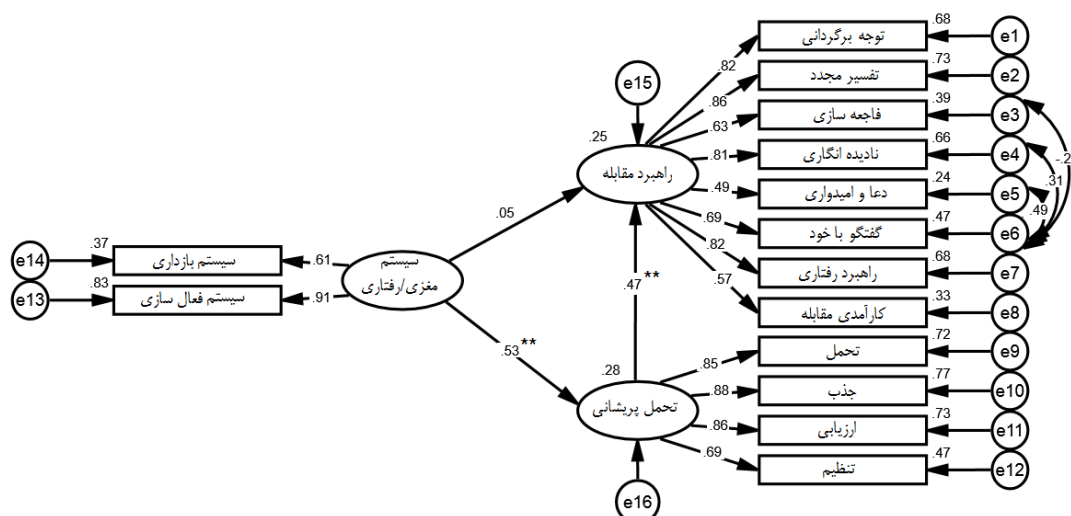 .68
توجه برگردانی
e1
.82
.73
تفسیر مجدد
e2
.86
e15
.39
فاجعه سازی
e3
.63
.25
راهبرد مقابله
.66
نادیده انگاری
e4
.81
-.2
.31
.24
دعا و امیدواری
e5
.49
.49
.47
گفتگو با خود
e6
.69
.05
.68
راهبرد رفتاری
e7
.82
.37
e14
سیستم بازداری
.61
سیستم
مغزی/رفتاری
.47**
.57
.33
کارآمدی مقابله
e8
.83
e13
سیستم فعال سازی
.91
.53**
.72
تحمل
e9
.85
.28
تحمل پریشانی
.77
جذب
e10
.88
.73
ارزیابی
e11
.86
.47
تنظیم
e12
.69
e16